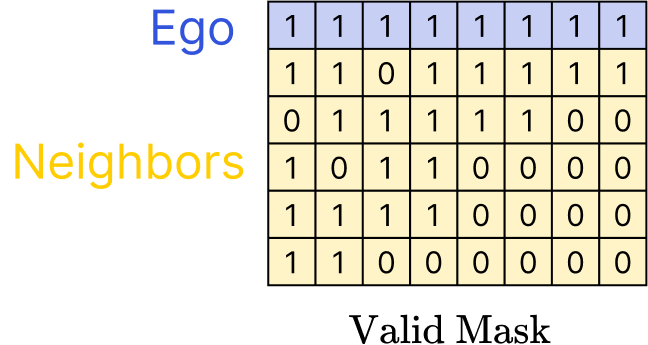 Ego 1 1 1 1 1 1 1 1
1 1 0 1 1 1 1 1
0 1 1 1 1 1 0 0
Neighbors 1 0 1 1 0 0 0 0
1 1 1 1 0 0 0 0
1 1 0 0 0 0 0 0
Valid Mask